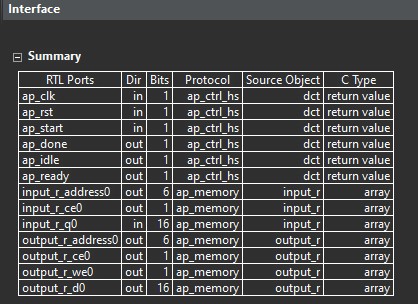 Interface
Summary
RTL Ports Dir Bits Protocol Source Object C Type
ap_clk in 1 ap_ctrl_hs dct return value
ap_rst in 1 ap_ctrl_hs dct return value
ap_start in 1 ap_ctrl_hs dct return value
ap_done out 1 ap_ctrl_hs dct return value
ap_idle out 1 ap_ctrl_hs dct return value
ap_ready out 1 ap_ctrl_hs dct return value
input_r_address0 out 6 ap_memory input_r array
input_r_ce0 out 1 ap_memory input_r array
input_r_q0 in 16 ap_memory input_r array
output_r_address0 out 6 ap_memory output_r array
output_r_ce0 out 1 ap_memory output_r array
output_r_we0 out 1 ap_memory output_r array
output_r_d0 out 16 ap_memory output_r array